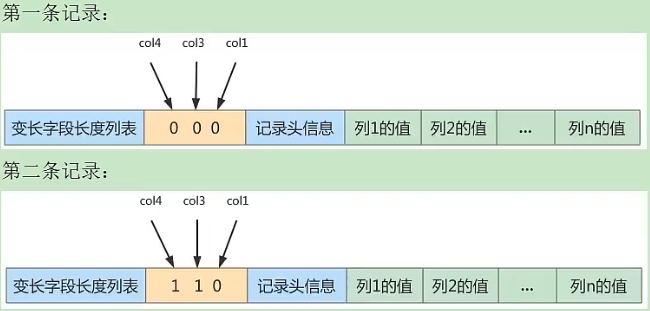 第一条记录:
col4 col3 col1
变长字段长度列表 0 0 0 记录头信息 列1的值 列2的值 ... 列n的值
第二条记录:
col4 col3 col1
变长字段长度列表 1 1 0 记录头信息 列1的值 列2的值 ... 列n的值